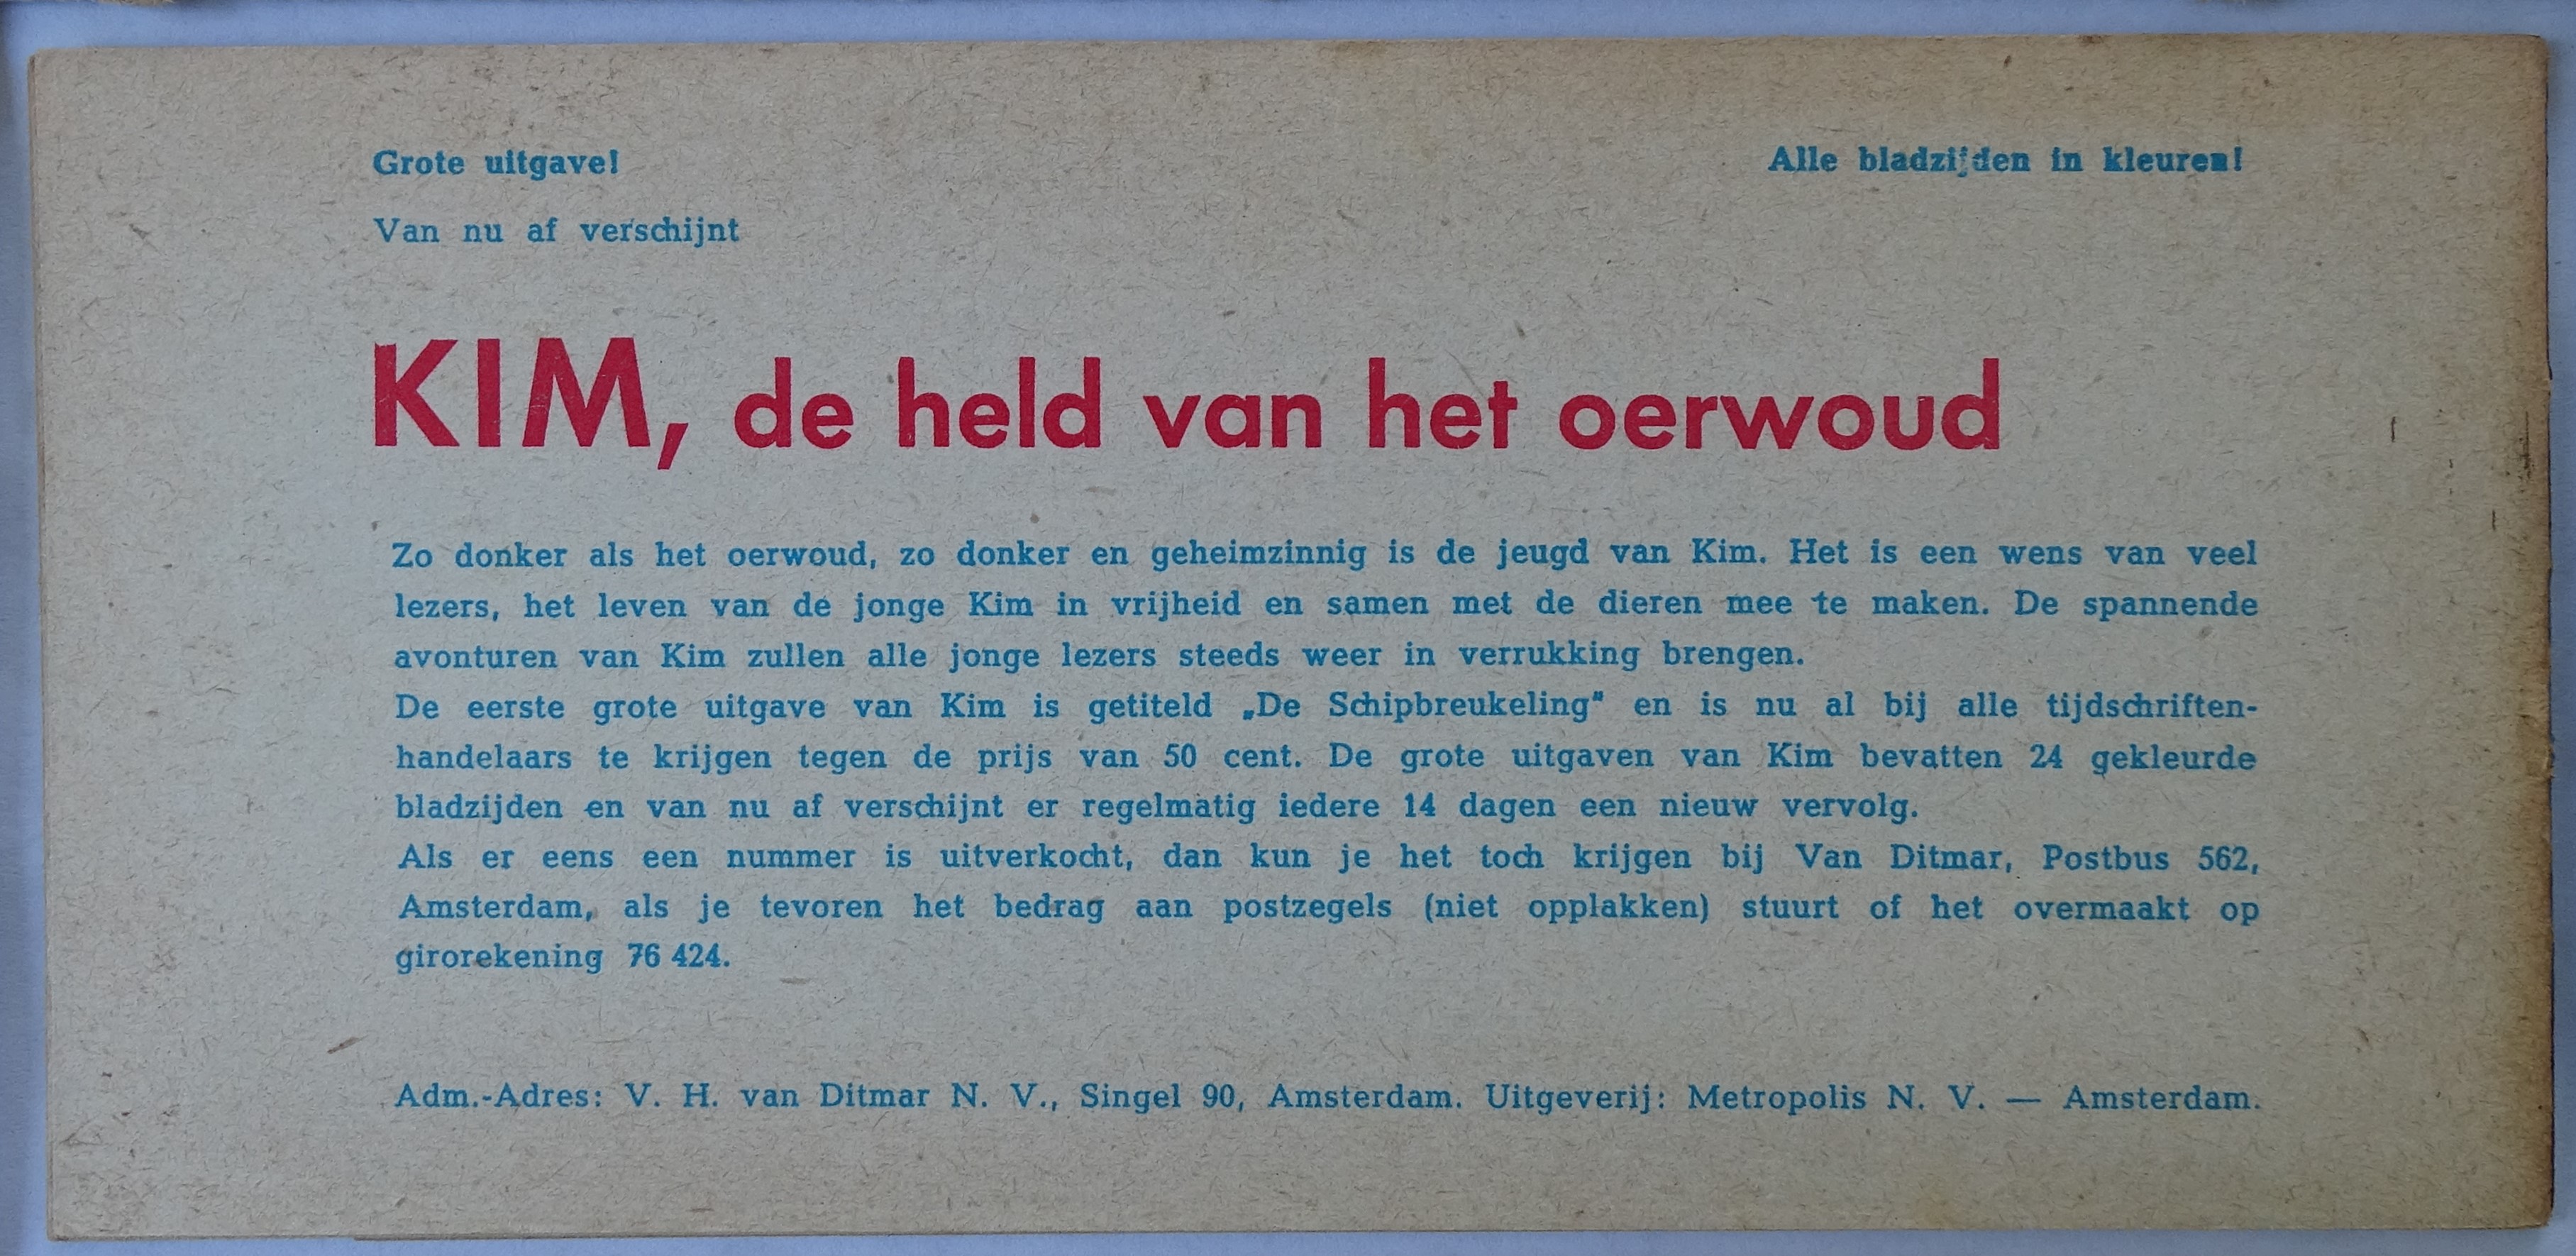 Grote uitgave!
Alle bladzijden in kleuren!
Van nu af verschijnt
KIM, de held van het oerwoud
Zo donker als het oerwoud, zo donker en geheimzinnig is de jeugd van Kim. Het is een wens van veel
lezers, het leven van de jonge Kim in vrijheid en samen met de dieren mee te maken. De spannende
avonturen van Kim zullen alle jonge lezers steeds weer in verrukking brengen.
De eerste grote uitgave van Kim is getiteld „De Schipbreukeling" en is nu al bij alle tijdschriften-
handelaars te krijgen tegen de prijs van 50 cent. De grote uitgaven van Kim bevatten 24 gekleurde
bladzijden en van nu af verschijnt er regelmatig iedere 14 dagen een nieuw vervolg.
Als er eens een nummer is uitverkocht, dan kun je het toch krijgen bij Van Ditmar, Postbus 562,
Amsterdam, als je tevoren het bedrag aan postzegels (niet opplakken) stuurt of het overmaakt op
girorekening 76 424.
Adm.-Adres: V. H. van Ditmar N. V., Singel 90, Amsterdam. Uitgeverij: Metropolis N. V. — Amsterdam.